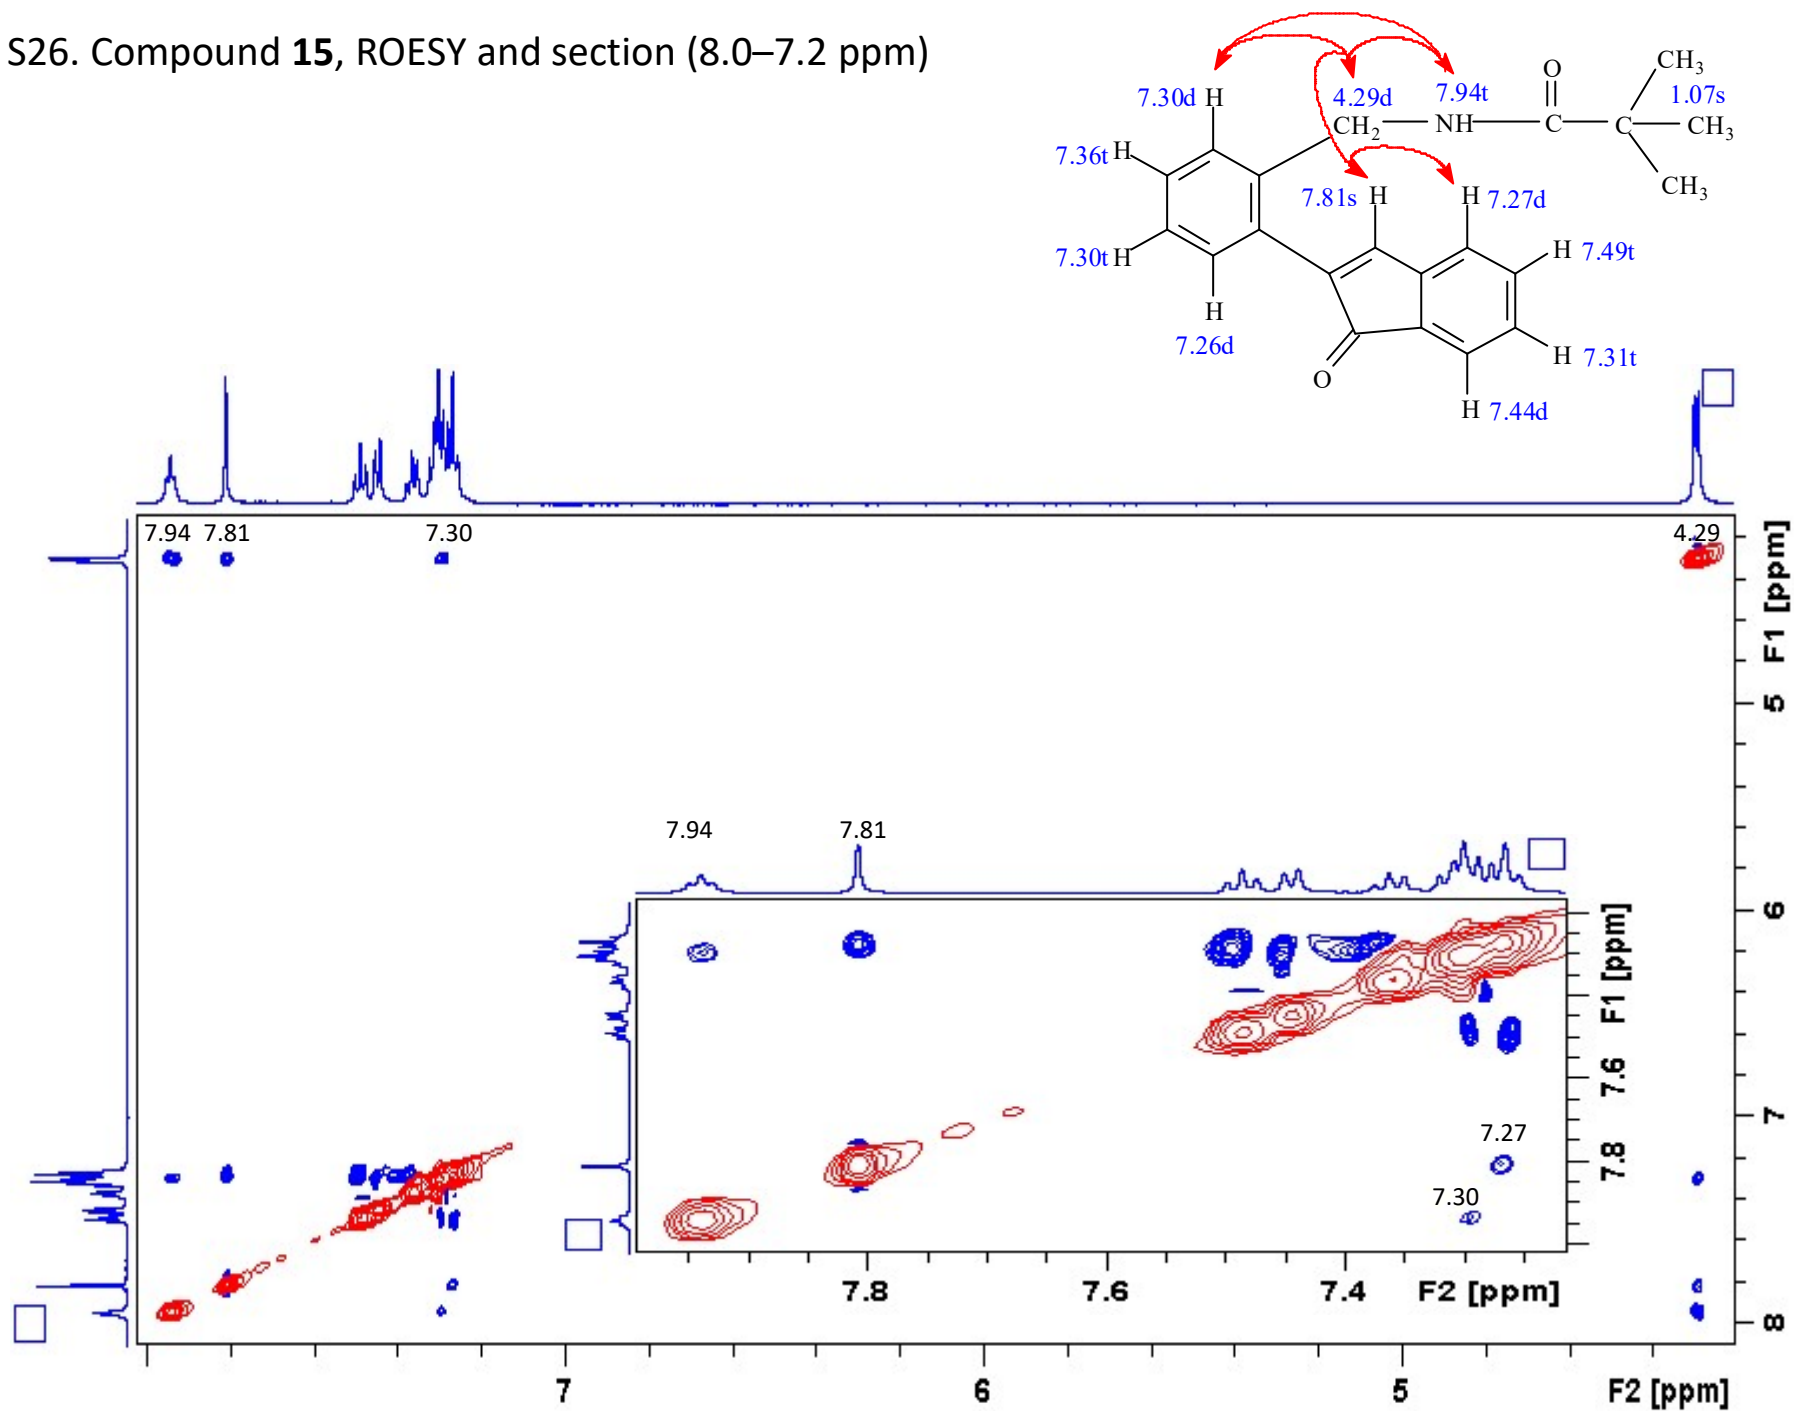 S26. Compound 15, ROESY and section (8.0–7.2 ppm)
O
CH3
7.30d H
4.29d
7.94t
1.07s
CH2
NH
C
C
CH3
7.36t H
CH3
7.81s H
H 7.27d
H 7.49t
7.30t H
H
7.26d
O
H 7.31t
H 7.44d
7.94 7.81 7.30 4.29
F1 [ppm]
5
6
7
8
7.94 7.81
F1 [ppm]
7.6
7.8
7.27
7.30
7.8 7.6 7.4 F2 [ppm]
7 6 5 F2 [ppm]